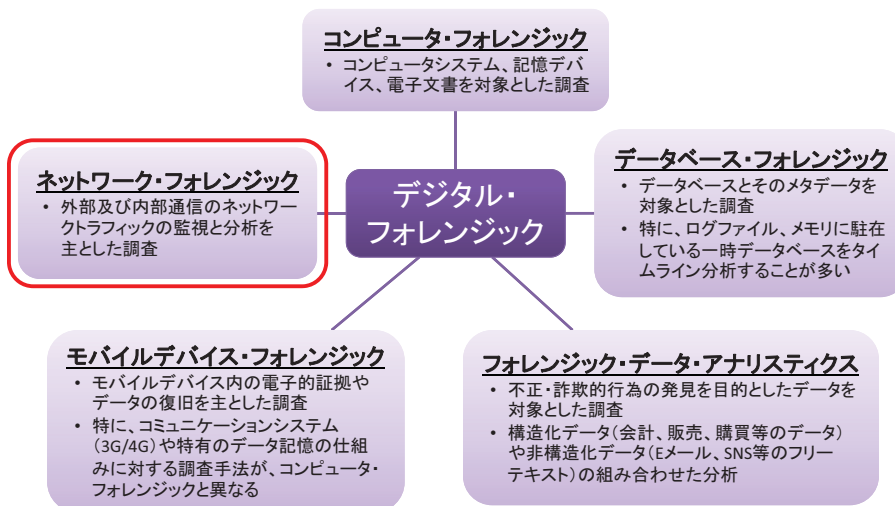 コンピュータ・フォレンジック
• コンピュータシステム、記憶デバ
イス、電子文書を対象とした調査
ネットワーク・フォレンジック
• 外部及び内部通信のネットワー
クトラフィックの監視と分析を
主とした調査
デジタル・
フォレンジック
データベース・フォレンジック
• データベースとそのメタデータを
対象とした調査
• 特に、ログファイル、メモリに駐在
している一時データベースをタイ
ムライン分析することが多い
モバイルデバイス・フォレンジック
• モバイルデバイス内の電子的証拠や
データの復旧を主とした調査
• 特に、コミュニケーションシステム
(3G/4G)や特有のデータ記憶の仕組
みに対する調査手法が、コンピュータ・
フォレンジックと異なる
フォレンジック・データ・アナリスティクス
• 不正・詐欺的行為の発見を目的としたデータを
対象とした調査
• 構造化データ(会計、販売、購買等のデータ)
や非構造化データ(Eメール、SNS等のフリー
テキスト)の組み合わせた分析